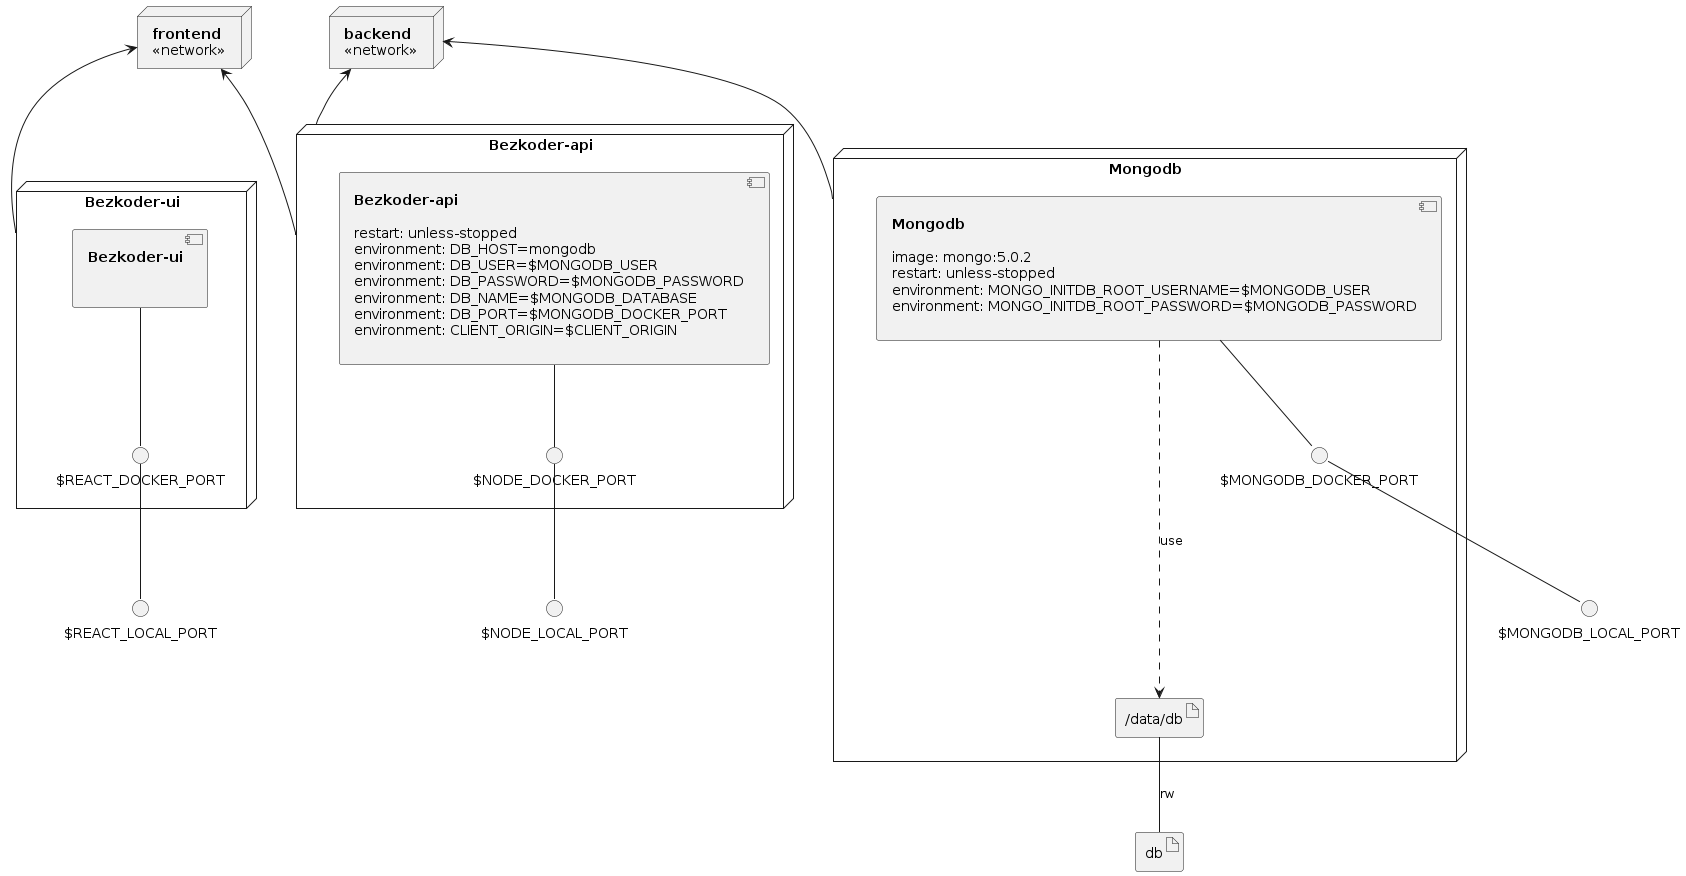 frontend
«network»
backend
«network»
Bezkoder-ui
Bezkoder-ui
$REACT_DOCKER_PORT
$REACT_LOCAL_PORT
Bezkoder-api
Bezkoder-api
restart: unless-stopped
environment: DB_HOST=mongodb
environment: DB_USER=$MONGODB_USER
environment: DB_PASSWORD=$MONGODB_PASSWORD
environment: DB_NAME=$MONGODB_DATABASE
environment: DB_PORT=$MONGODB_DOCKER_PORT
environment: CLIENT_ORIGIN=$CLIENT_ORIGIN
$NODE_DOCKER_PORT
$NODE_LOCAL_PORT
Mongodb
Mongodb
image: mongo:5.0.2
restart: unless-stopped
environment: MONGO_INITDB_ROOT_USERNAME=$MONGODB_USER
environment: MONGO_INITDB_ROOT_PASSWORD=$MONGODB_PASSWORD
$MONGODB_DOCKER_PORT
use
$MONGODB_LOCAL_PORT
/data/db
rw
db